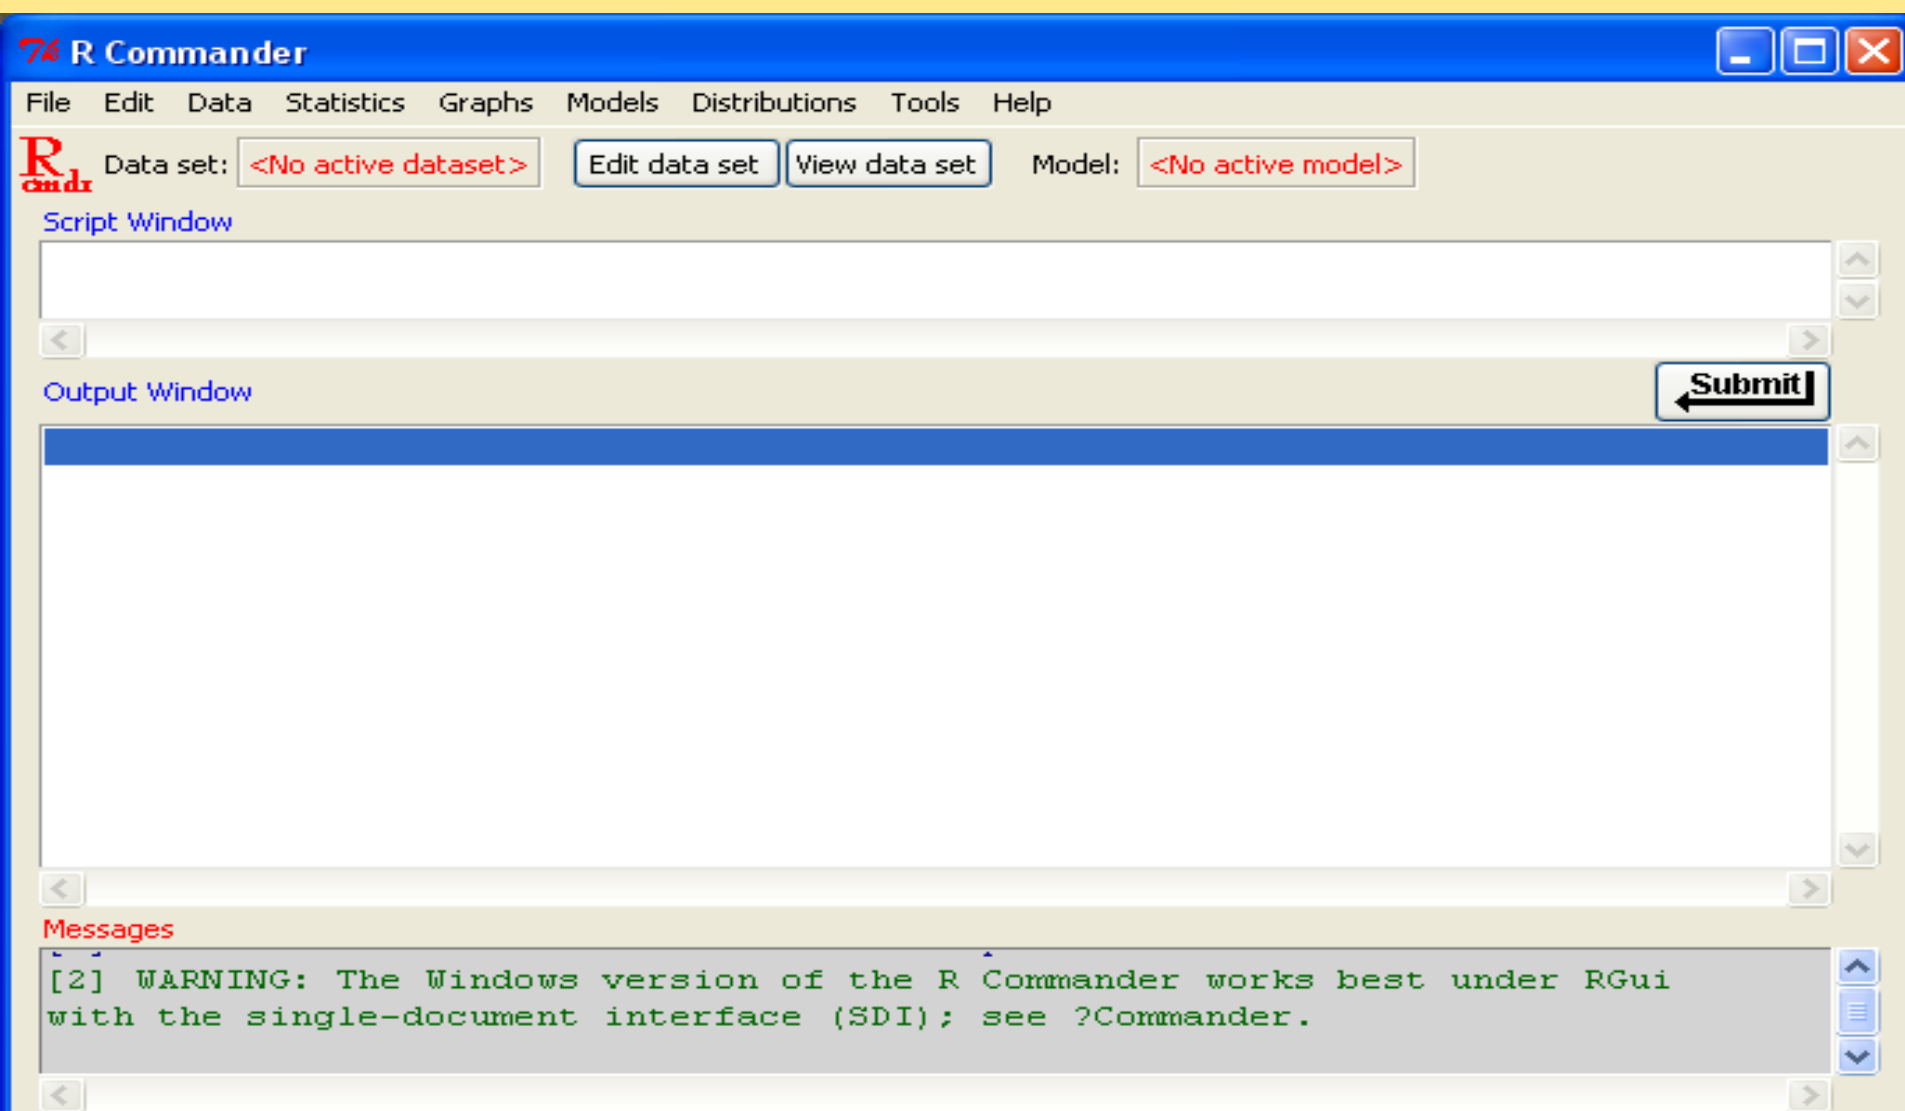 R Commander
File Edit Data Statistics Graphs Models Distributions Tools Help
R cmdr Data set: <No active dataset> Edit data set View data set Model: <No active model>
Script Window
Output Window Submit
Messages
[2] WARNING: The Windows version of the R Commander works best under RGui
with the single-document interface (SDI); see ?Commander.